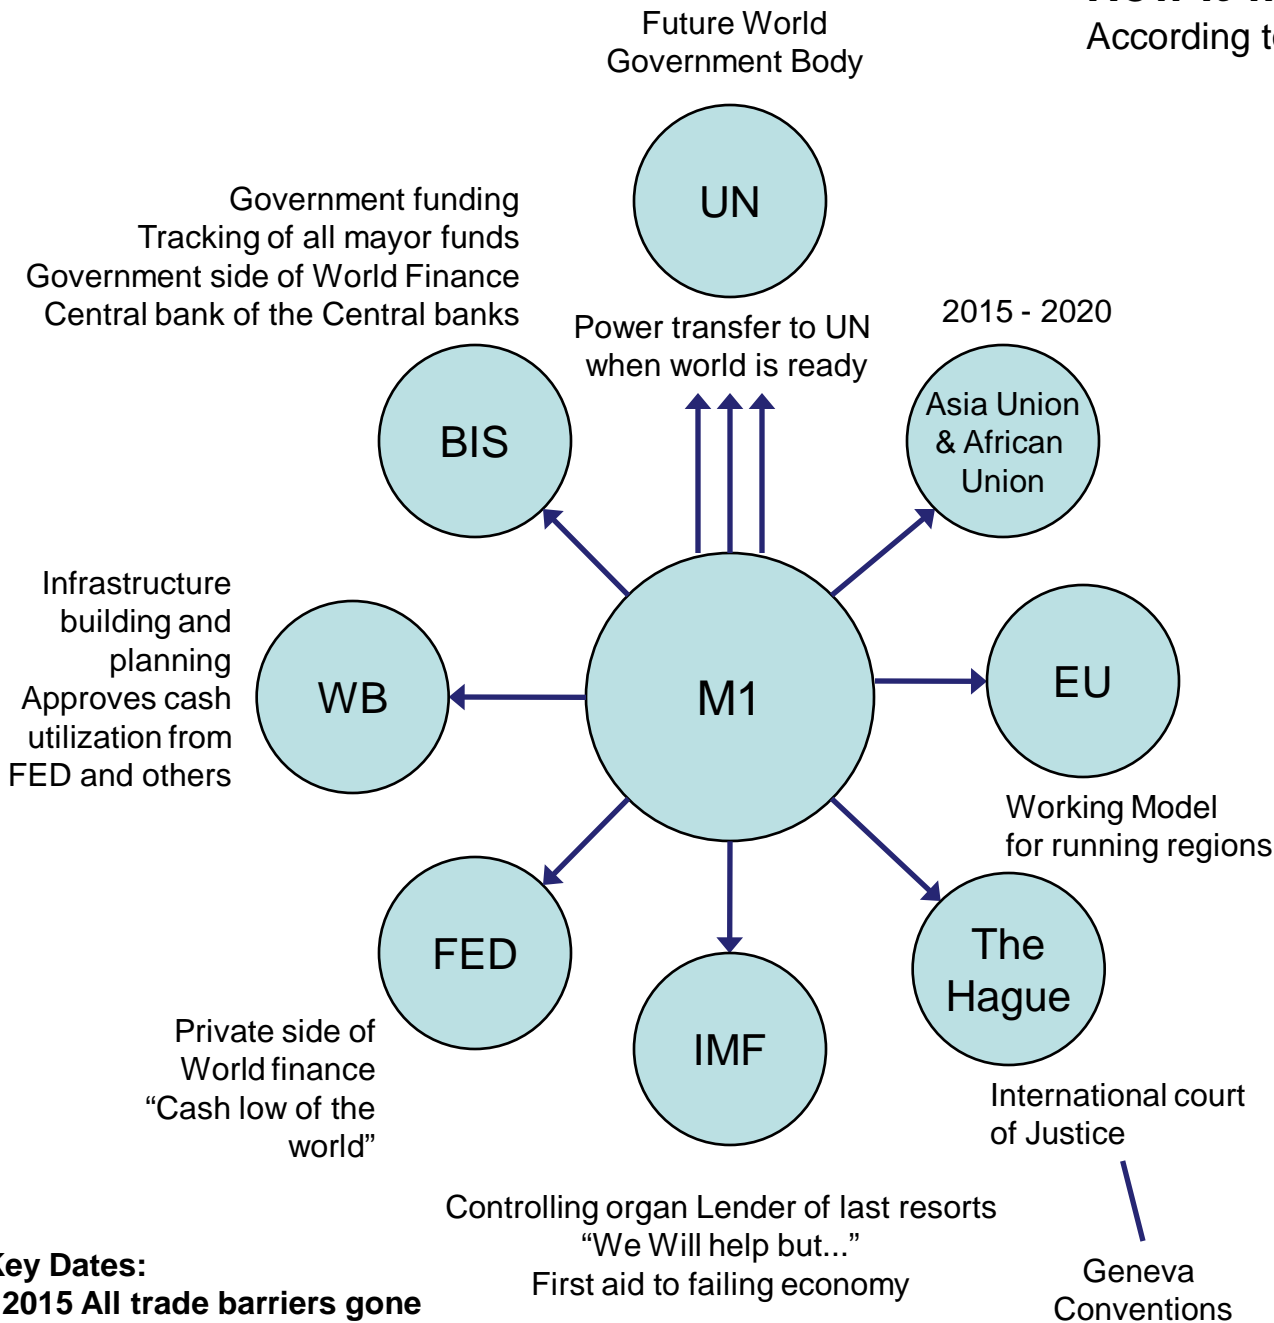 According
Future World
Government Body
UN
Government funding
Tracking of all mayor funds
Government side of World Finance
Central bank of the Central banks
Power transfer to UN
when world is ready
2015 - 2020
BIS
Asia Union
& African
Union
Infrastructure
building and
planning
Approves cash
utilization from
FED and others
WB
M1
EU
Working Model
for running regions
FED
IMF
The
Hague
Private side of
World finance
“Cash low of the
world”
International court
of Justice
Controlling organ Lender of last resorts
“We Will help but...”
First aid to failing economy
Geneva
Conventions
Key Dates:
2015 All trade barriers gone